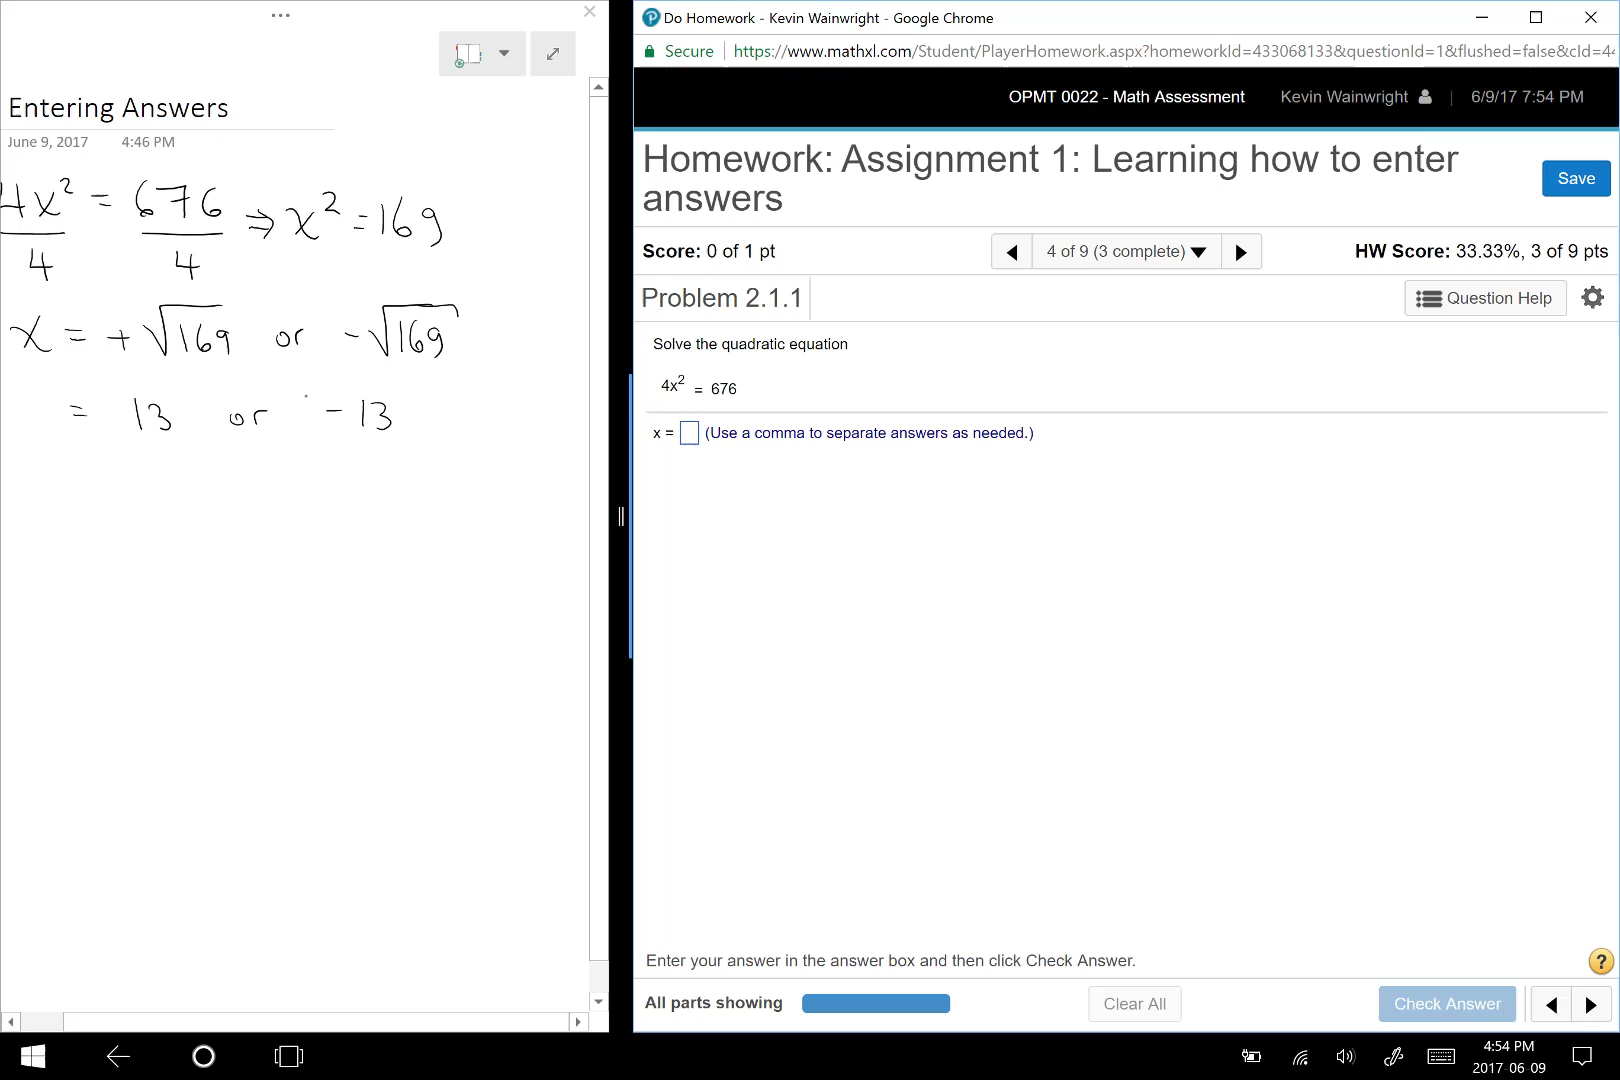 Entering Answers
June 9, 2017 4:46 PM
4x² = 676 ⇒ x² = 169
4 4
x = +√169 or -√169
= 13 or -13
Do Homework - Kevin Wainwright - Google Chrome
Secure https://www.mathxl.com/Student/PlayerHomework.aspx?homeworkId=433068133&questionId=1&flushed=false&cId=44
OPMT 0022 - Math Assessment Kevin Wainwright | 6/9/17 7:54 PM
Homework: Assignment 1: Learning how to enter
answers
Save
Score: 0 of 1 pt 4 of 9 (3 complete) HW Score: 33.33%, 3 of 9 pts
Problem 2.1.1 Question Help
Solve the quadratic equation
4x² = 676
x = (Use a comma to separate answers as needed.)
Enter your answer in the answer box and then click Check Answer.
?
All parts showing Clear All Check Answer
4:54 PM
2017-06-09